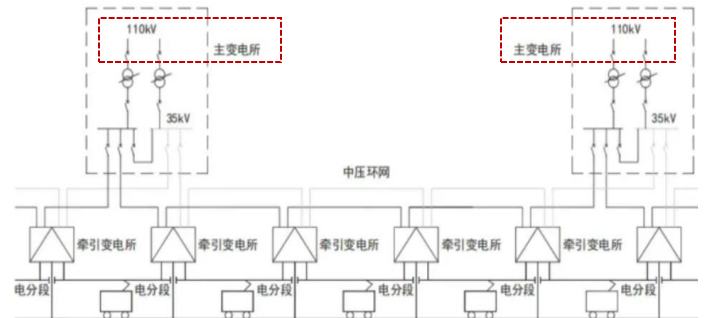 110kV
110kV
主变电所
主变电所
35kV
35kV
中压环网
牵引变电所
牵引变电所
牵引变电所
牵引变电所
牵引变电所
电分段
电分段
电分段
电分段
电分段
电分段